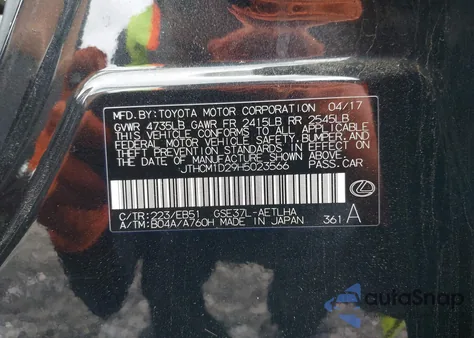 MFD.BY:TOYOTA MOTOR CORPORATION 04/17
GVWR 4735LB GAWR FR 2415LB RR 2545LB
THIS VEHICLE CONFORMS TO ALL APPLICABLE
FEDERAL MOTOR VEHICLE SAFETY, BUMPER, AND
THEFT PREVENTION STANDARDS IN EFFECT ON
THE DATE OF MANUFACTURE SHOWN ABOVE.
JTHCM1D29H5023566 PASS.CAR
C/TR:223/EB51 GSE37L-AETLHA
A/TM:B04A/A760H MADE IN JAPAN 361 A
autoSnap